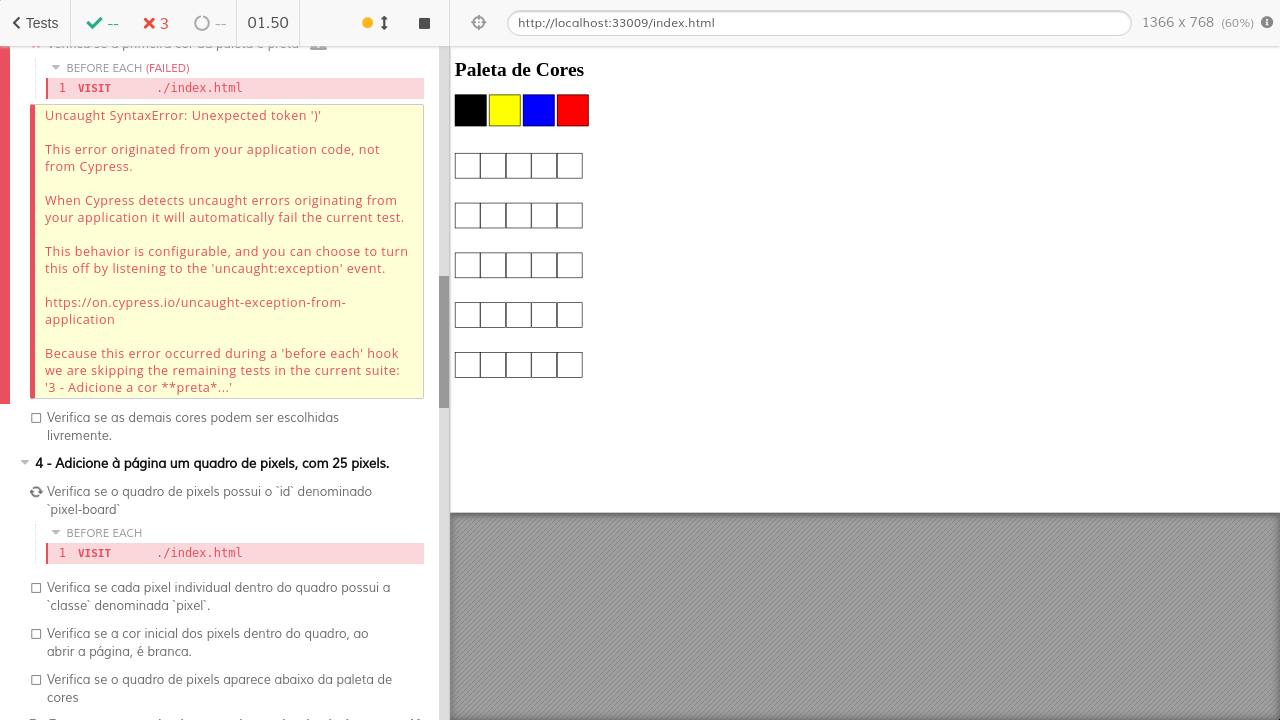 Tests
--
3
--
01.50
http://localhost:33009/index.html
1366 x 768 (60%)
Verifica se a primeira cor da paleta é preta
BEFORE EACH (FAILED)
1 VISIT ./index.html
Uncaught SyntaxError: Unexpected token ')'
This error originated from your application code, not
from Cypress.
When Cypress detects uncaught errors originating from
your application it will automatically fail the current test.
This behavior is configurable, and you can choose to turn
this off by listening to the 'uncaught:exception' event.
https://on.cypress.io/uncaught-exception-from-
application
Because this error occurred during a 'before each' hook
we are skipping the remaining tests in the current suite:
'3 - Adicione a cor **preta*...'
Verifica se as demais cores podem ser escolhidas
livremente.
4 - Adicione à página um quadro de pixels, com 25 pixels.
Verifica se o quadro de pixels possui o `id` denominado
`pixel-board`
BEFORE EACH
1 VISIT ./index.html
Verifica se cada pixel individual dentro do quadro possui a
`classe` denominada `pixel`.
Verifica se a cor inicial dos pixels dentro do quadro, ao
abrir a página, é branca.
Verifica se o quadro de pixels aparece abaixo da paleta de
cores
Paleta de Cores